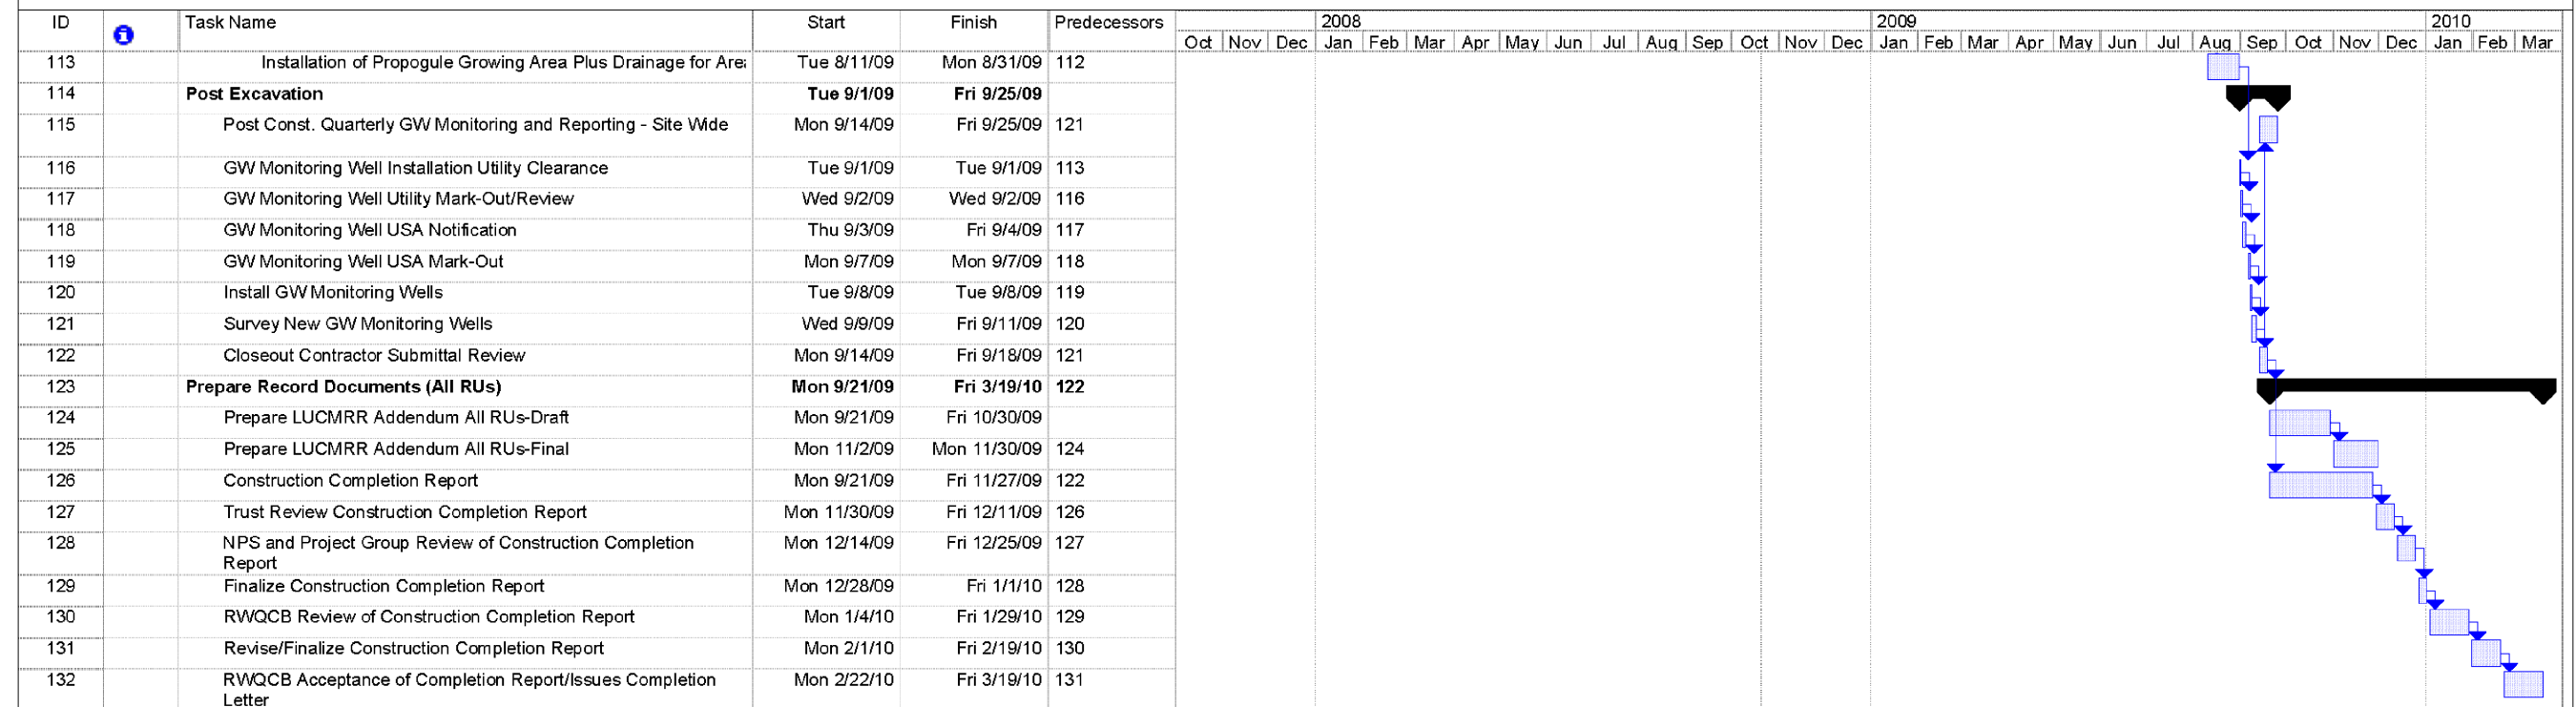 ID Task Name Start Finish Predecessors 2008 2009 2010
Oct Nov Dec Jan Feb Mar Apr May Jun Jul Aug Sep Oct Nov Dec Jan Feb Mar Apr May Jun Jul Aug Sep Oct Nov Dec Jan Feb Mar
113 Installation of Propogule Growing Area Plus Drainage for Area Tue 8/11/09 Mon 8/31/09 112
114 Post Excavation Tue 9/1/09 Fri 9/25/09
115 Post Const. Quarterly GW Monitoring and Reporting - Site Wide Mon 9/14/09 Fri 9/25/09 121
116 GW Monitoring Well Installation Utility Clearance Tue 9/1/09 Tue 9/1/09 113
117 GW Monitoring Well Utility Mark-Out/Review Wed 9/2/09 Wed 9/2/09 116
118 GW Monitoring Well USA Notification Thu 9/3/09 Fri 9/4/09 117
119 GW Monitoring Well USA Mark-Out Mon 9/7/09 Mon 9/7/09 118
120 Install GW Monitoring Wells Tue 9/8/09 Tue 9/8/09 119
121 Survey New GW Monitoring Wells Wed 9/9/09 Fri 9/11/09 120
122 Closeout Contractor Submittal Review Mon 9/14/09 Fri 9/18/09 121
123 Prepare Record Documents (All RUs) Mon 9/21/09 Fri 3/19/10 122
124 Prepare LUCMRR Addendum All RUs-Draft Mon 9/21/09 Fri 10/30/09
125 Prepare LUCMRR Addendum All RUs-Final Mon 11/2/09 Mon 11/30/09 124
126 Construction Completion Report Mon 9/21/09 Fri 11/27/09 122
127 Trust Review Construction Completion Report Mon 11/30/09 Fri 12/11/09 126
128 NPS and Project Group Review of Construction Completion Mon 12/14/09 Fri 12/25/09 127
Report
129 Finalize Construction Completion Report Mon 12/28/09 Fri 1/1/10 128
130 RWQCB Review of Construction Completion Report Mon 1/4/10 Fri 1/29/10 129
131 Revise/Finalize Construction Completion Report Mon 2/1/10 Fri 2/19/10 130
132 RWQCB Acceptance of Completion Report/Issues Completion Mon 2/22/10 Fri 3/19/10 131
Letter